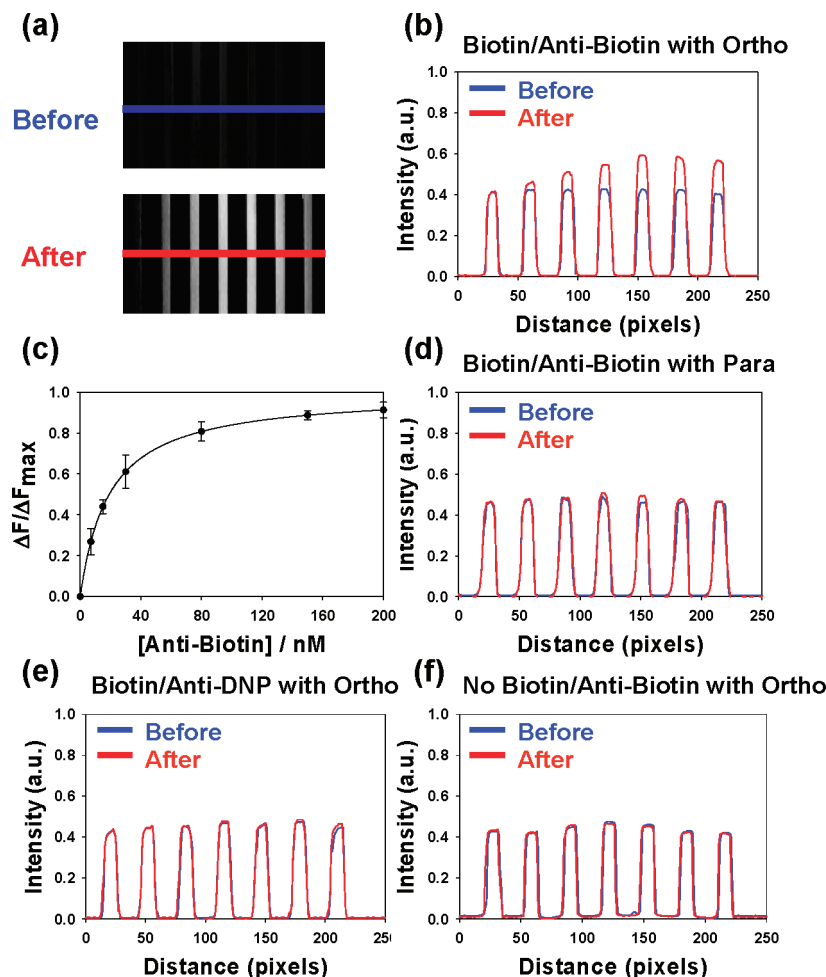 (a)
Before
After
(b)
Biotin/Anti-Biotin with Ortho
1.0
0.8
0.6
0.4
0.2
0.0
Before
After
Intensity (a.u.)
0 50 100 150 200 250
Distance (pixels)
(c)
1.0
0.8
0.6
0.4
0.2
0.0
ΔF/ΔFmax
0 40 80 120 160 200
[Anti-Biotin] / nM
(d)
Biotin/Anti-Biotin with Para
1.0
0.8
0.6
0.4
0.2
0.0
Before
After
Intensity (a.u.)
0 50 100 150 200 250
Distance (pixels)
(e)
Biotin/Anti-DNP with Ortho
1.0
0.8
0.6
0.4
0.2
0.0
Before
After
Intensity (a.u.)
0 50 100 150 200 250
Distance (pixels)
(f)
No Biotin/Anti-Biotin with Ortho
1.0
0.8
0.6
0.4
0.2
0.0
Before
After
Intensity (a.u.)
0 50 100 150 200 250
Distance (pixels)